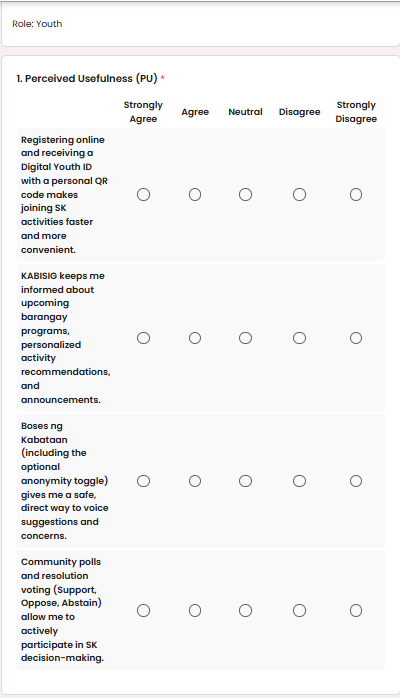 Role: Youth
1. Perceived Usefulness (PU) *
Strongly Agree Agree Neutral Disagree Strongly Disagree
Registering online
and receiving a
Digital Youth ID
with a personal QR
code makes
joining SK
activities faster
and more
convenient.
KABISIG keeps me
informed about
upcoming
barangay
programs,
personalized
activity
recommendations,
and
announcements.
Boses ng
Kabataan
(including the
optional
anonymity toggle)
gives me a safe,
direct way to voice
suggestions and
concerns.
Community polls
and resolution
voting (Support,
Oppose, Abstain)
allow me to
actively
participate in SK
decision-making.